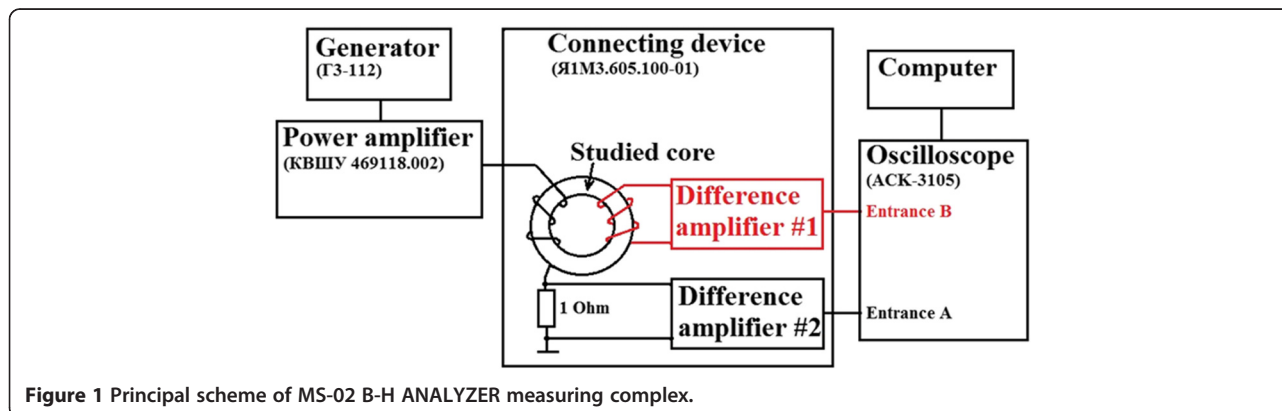 Generator
(Г3-112)
Power amplifier
(КВШУ 469118.002)
Connecting device
(Я1М3.605.100-01)
Studied core
Difference
amplifier #1
1 Ohm
Difference
amplifier #2
Computer
Oscilloscope
(ACK-3105)
Entrance B
Entrance A
Figure 1 Principal scheme of MS-02 B-H ANALYZER measuring complex.